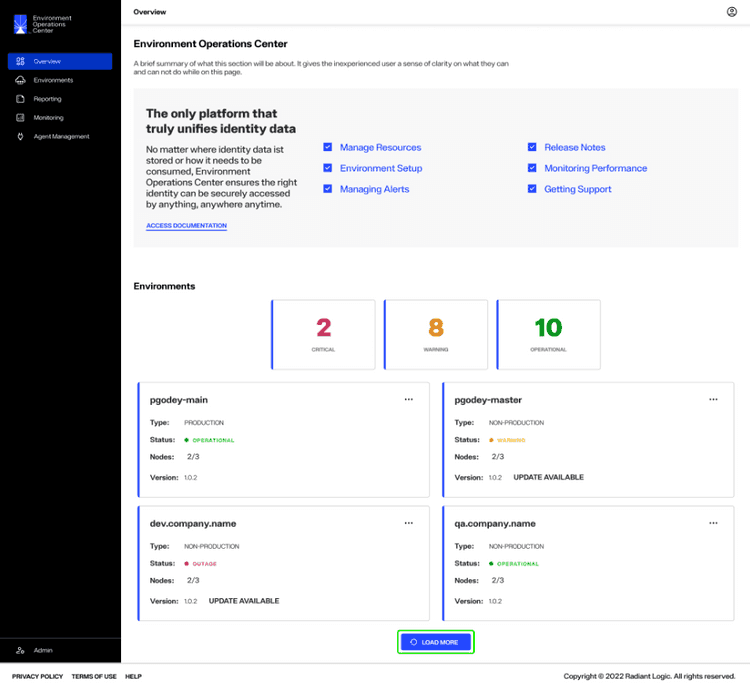 Environment
Operations
Center
Overview
Environments
Reporting
Monitoring
Agent Management
Admin
Overview
Environment Operations Center
A brief summary of what this section will be about. It gives the inexperienced user a sense of clarity on what they can
and can not do while on this page.
The only platform that
truly unifies identity data
No matter where identity data ist
stored or how it needs to be
consumed, Environment
Operations Center ensures the right
identity can be securely accessed
by anything, anywhere anytime.
ACCESS DOCUMENTATION
Manage Resources
Environment Setup
Managing Alerts
Release Notes
Monitoring Performance
Getting Support
Environments
2
CRITICAL
8
WARNING
10
OPERATIONAL
pgodey-main
Type: PRODUCTION
Status: OPERATIONAL
Nodes: 2/3
Version: 1.0.2
pgodey-master
Type: NON-PRODUCTION
Status: WARNING
Nodes: 2/3
Version: 1.0.2 UPDATE AVAILABLE
dev.company.name
Type: NON-PRODUCTION
Status: OUTAGE
Nodes: 2/3
Version: 1.0.2 UPDATE AVAILABLE
qa.company.name
Type: NON-PRODUCTION
Status: OPERATIONAL
Nodes: 2/3
Version: 1.0.2
LOAD MORE
PRIVACY POLICY TERMS OF USE HELP
Copyright © 2022 Radiant Logic. All rights reserved.